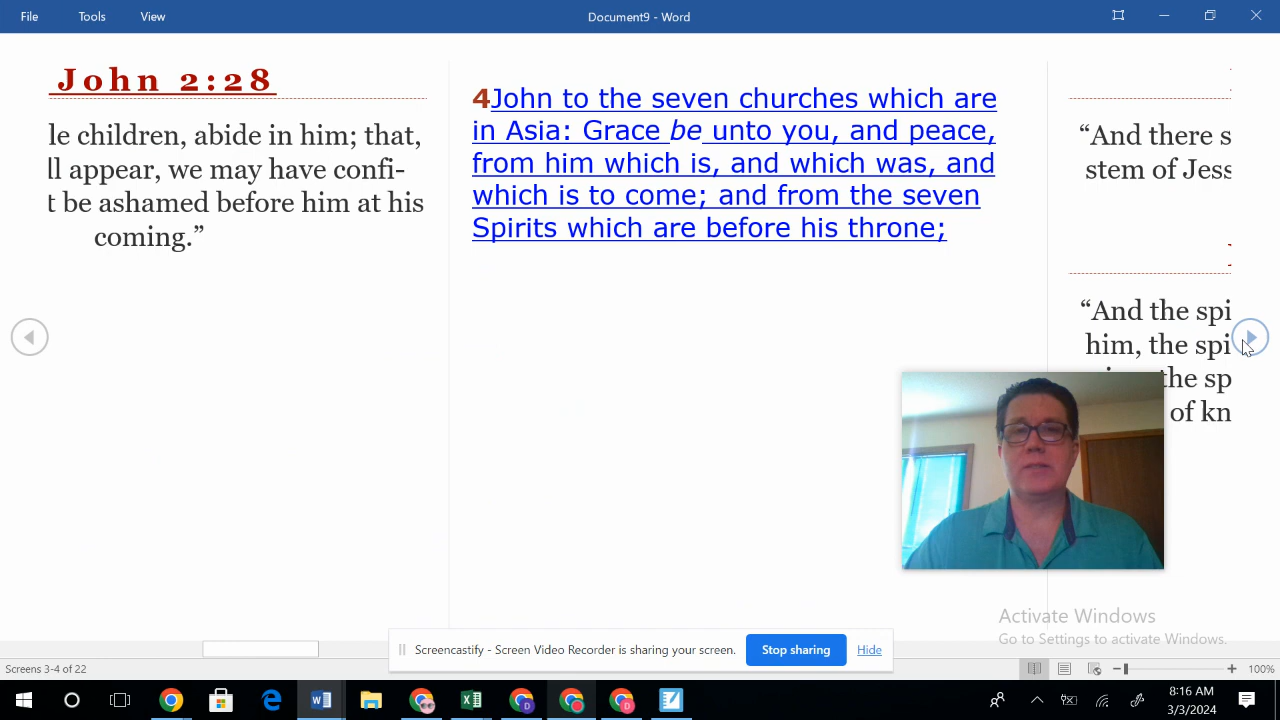 File Tools View Document9 - Word
John 2:28
le children, abide in him; that,
ll appear, we may have confi-
t be ashamed before him at his
coming.”
4John to the seven churches which are
in Asia: Grace be unto you, and peace,
from him which is, and which was, and
which is to come; and from the seven
Spirits which are before his throne;
“And there s
stem of Jess
“And the spi
him, the spi
the sp
of kn
Activate Windows
Go to Settings to activate Windows.
Screencastify - Screen Video Recorder is sharing your screen. Stop sharing Hide
Screens 3-4 of 22 100%
8:16 AM
3/3/2024